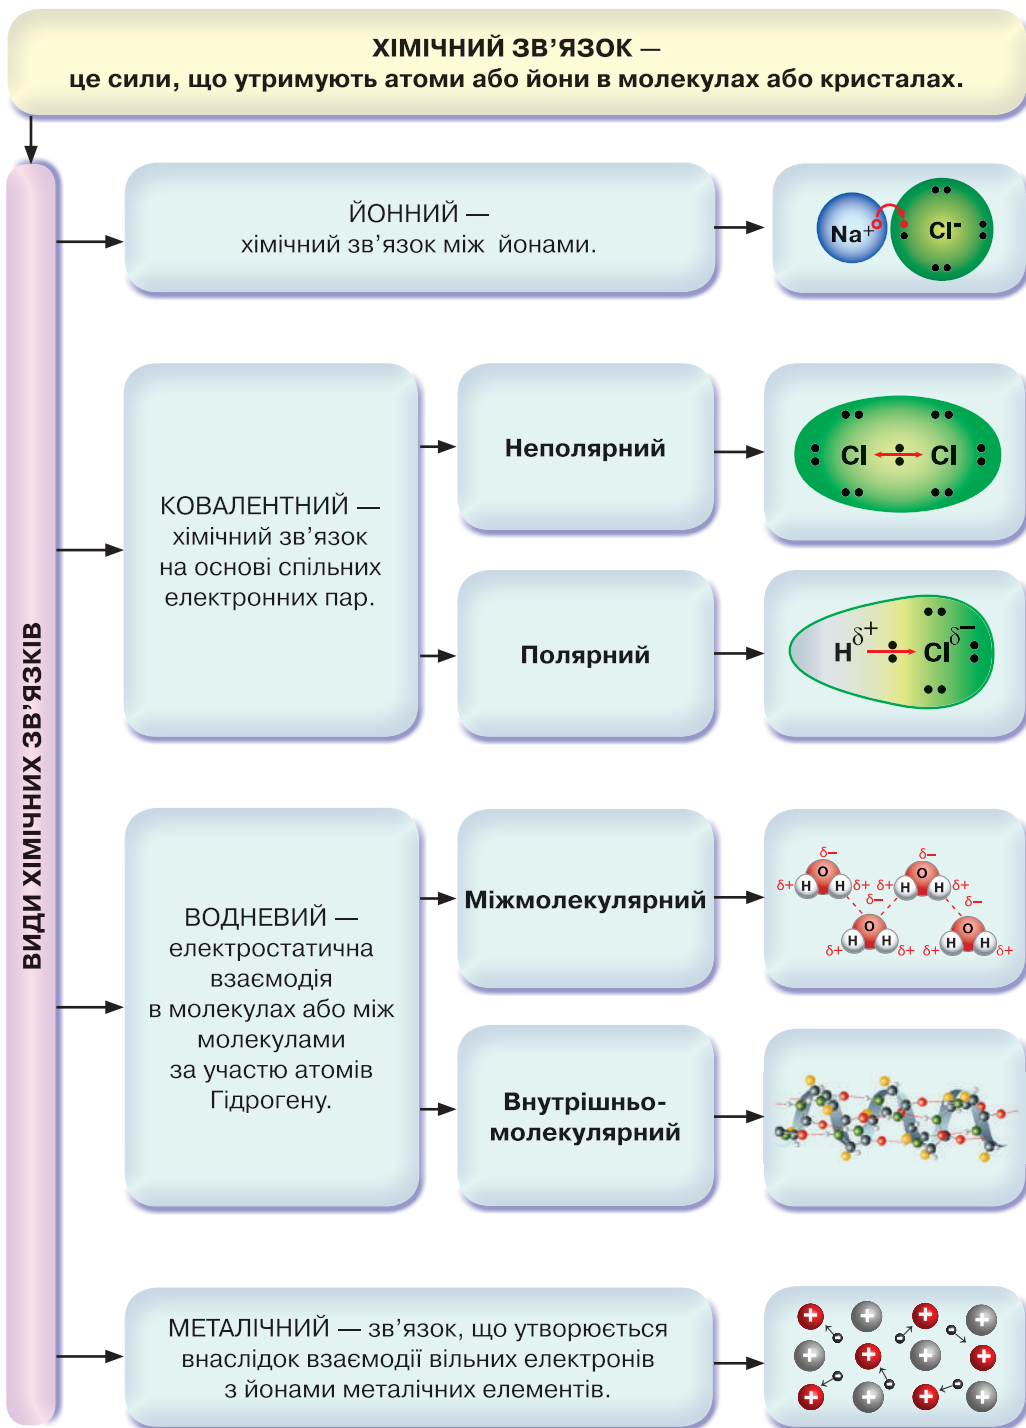 ХІМІЧНИЙ ЗВ’ЯЗОК —
це сили, що утримують атоми або йони в молекулах або кристалах.
ВИДИ ХІМІЧНИХ ЗВ’ЯЗКІВ
ЙОННИЙ —
хімічний зв’язок між йонами.
Na+ Cl-
КОВАЛЕНТНИЙ —
хімічний зв’язок
на основі спільних
електронних пар.
Неполярний
Cl Cl
Полярний
H δ+ Cl δ−
ВОДНЕВИЙ —
електростатична
взаємодія
в молекулах або між
молекулами
за участю атомів
Гідрогену.
Міжмолекулярний
δ− δ−
O O
δ+ H H δ+ δ+ H H δ+
δ− δ−
O O
H H H H
δ+ δ+ δ+ δ+
Внутрішньо-
молекулярний
МЕТАЛІЧНИЙ — зв’язок, що утворюється
внаслідок взаємодії вільних електронів
з йонами металічних елементів.
+ + + +
− − −
+ + + +
− − −
+ + + +